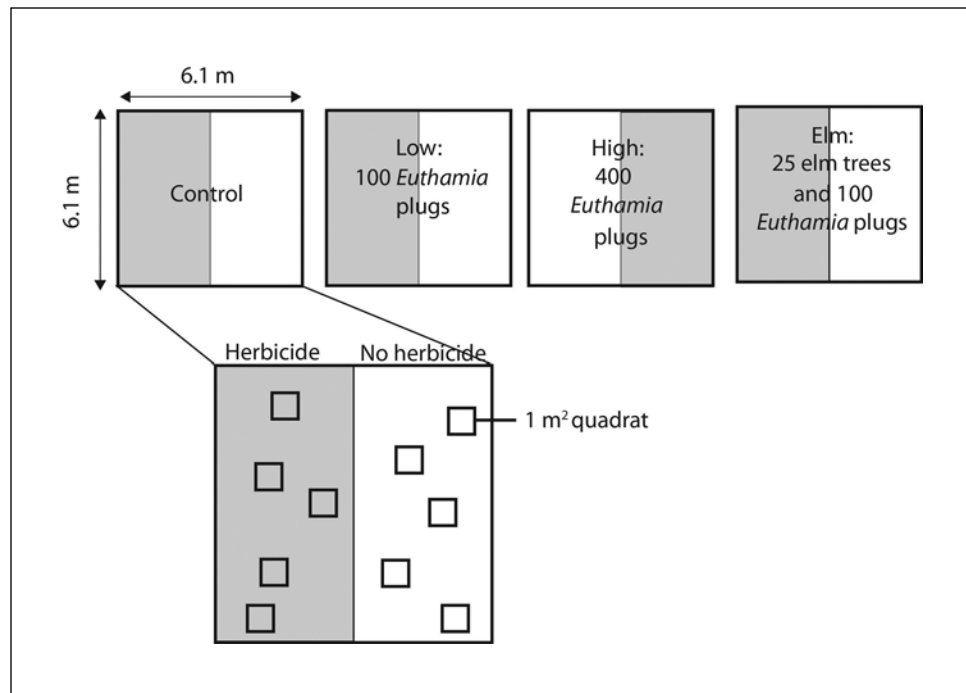 6.1 m
6.1 m
Control
Low:
100 Euthamia
plugs
High:
400
Euthamia
plugs
Elm:
25 elm trees
and 100
Euthamia plugs
Herbicide
No herbicide
1 m² quadrat